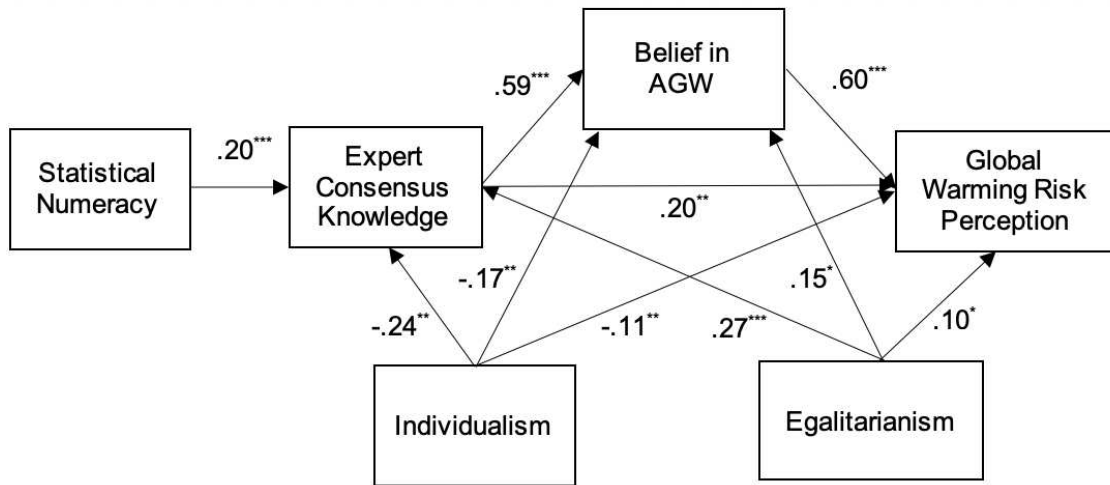 Belief in
AGW
.59***
.60***
.20***
Statistical
Numeracy
Expert
Consensus
Knowledge
Global
Warming Risk
Perception
.20**
-.17**
.15*
-.24**
-.11**
.27***
.10*
Individualism
Egalitarianism